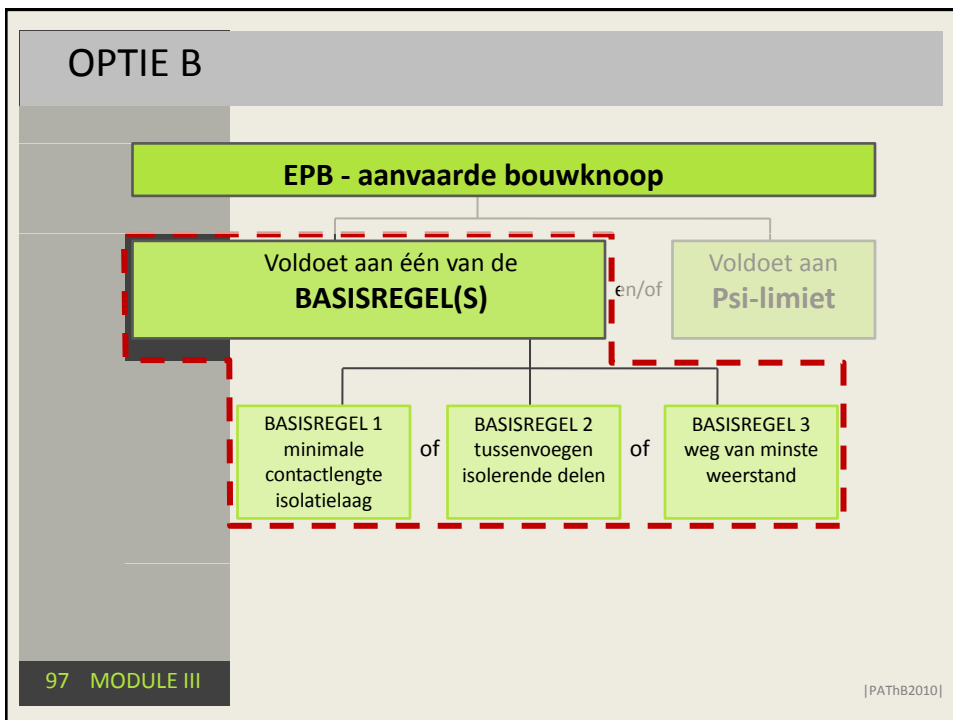 OPTIE B
EPB - aanvaarde bouwknoop
Voldoet aan één van de
BASISREGEL(S)
en/of
Voldoet aan
Psi-limiet
BASISREGEL 1
minimale
contactlengte
isolatielaag
of
BASISREGEL 2
tussenvoegen
isolerende delen
of
BASISREGEL 3
weg van minste
weerstand
97 MODULE III
|PAThB2010|